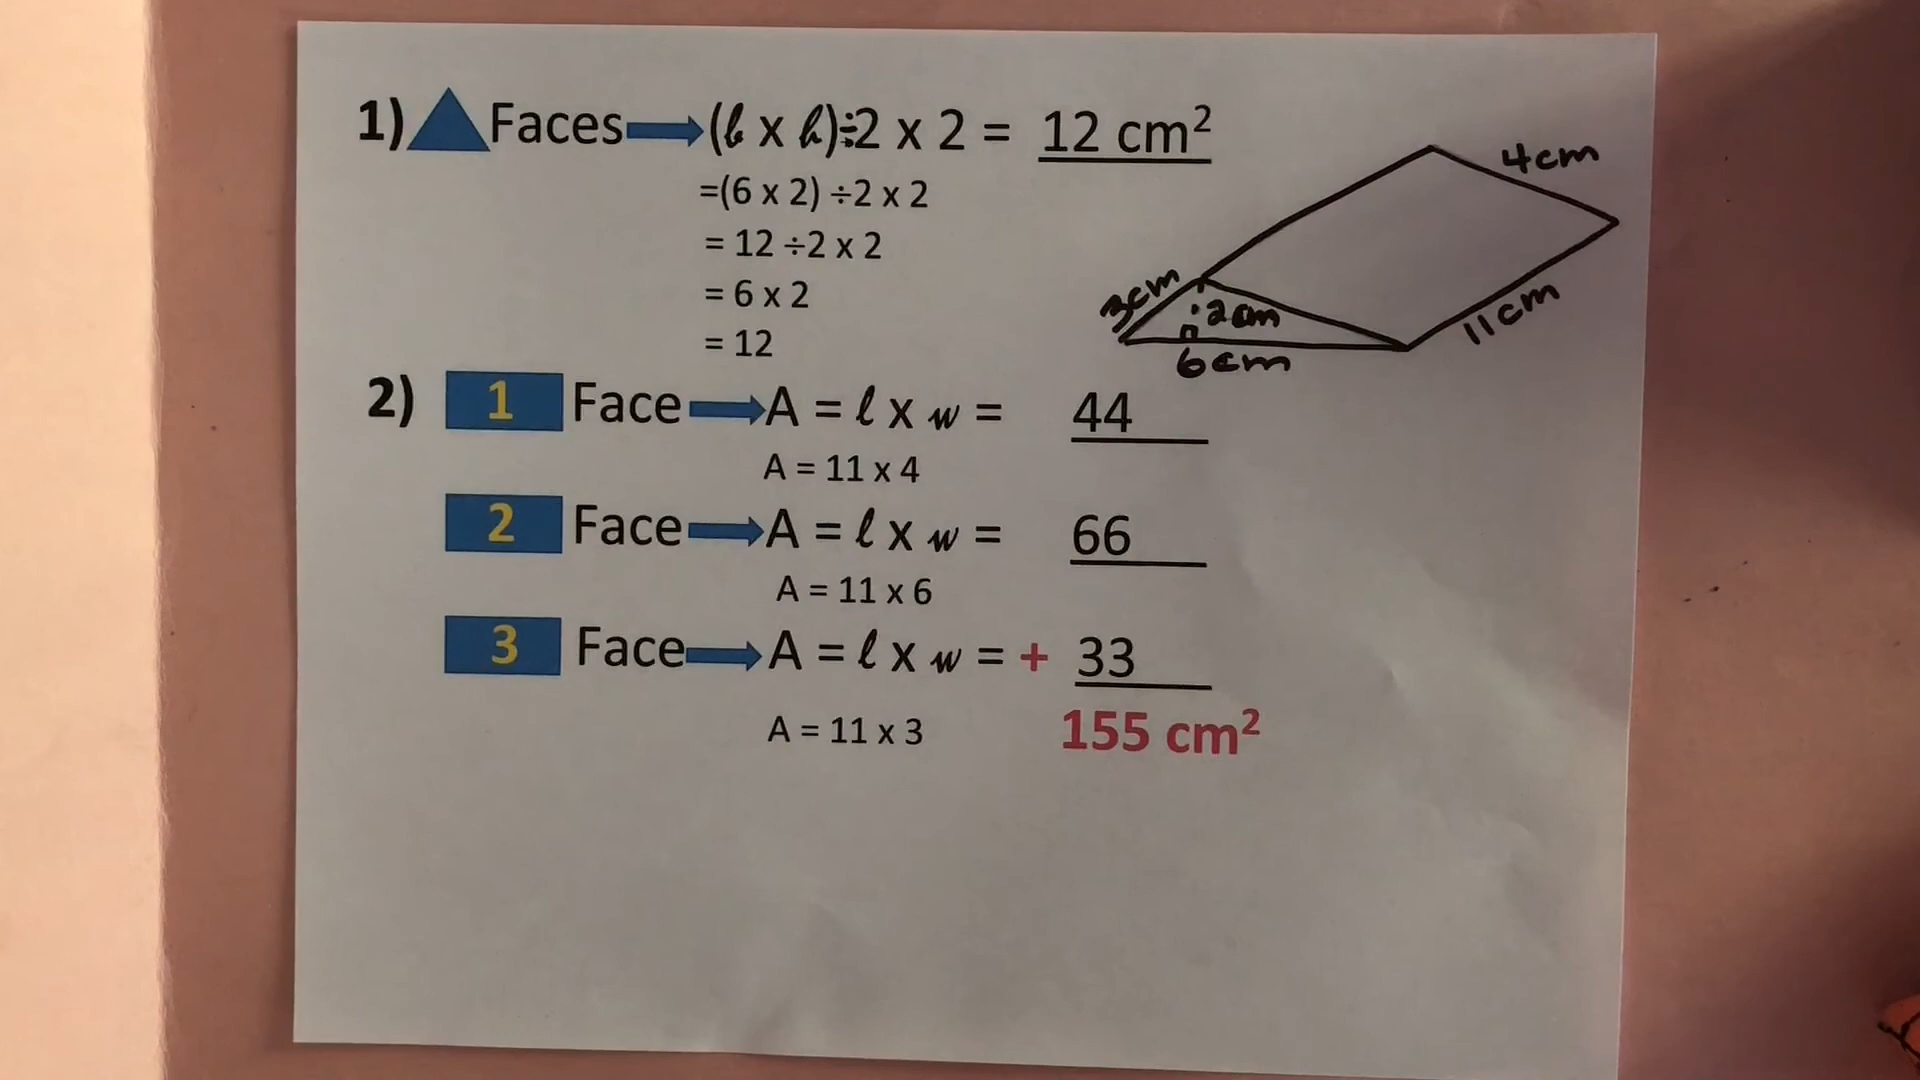 1) Faces (b x h)÷2 x 2 = 12 cm²
=(6 x 2) ÷2 x 2
= 12 ÷2 x 2
= 6 x 2
= 12
4cm
3cm
2cm
11cm
6cm
2) 1 Face A = l x w = 44
A = 11 x 4
2 Face A = l x w = 66
A = 11 x 6
3 Face A = l x w = + 33
A = 11 x 3
155 cm²